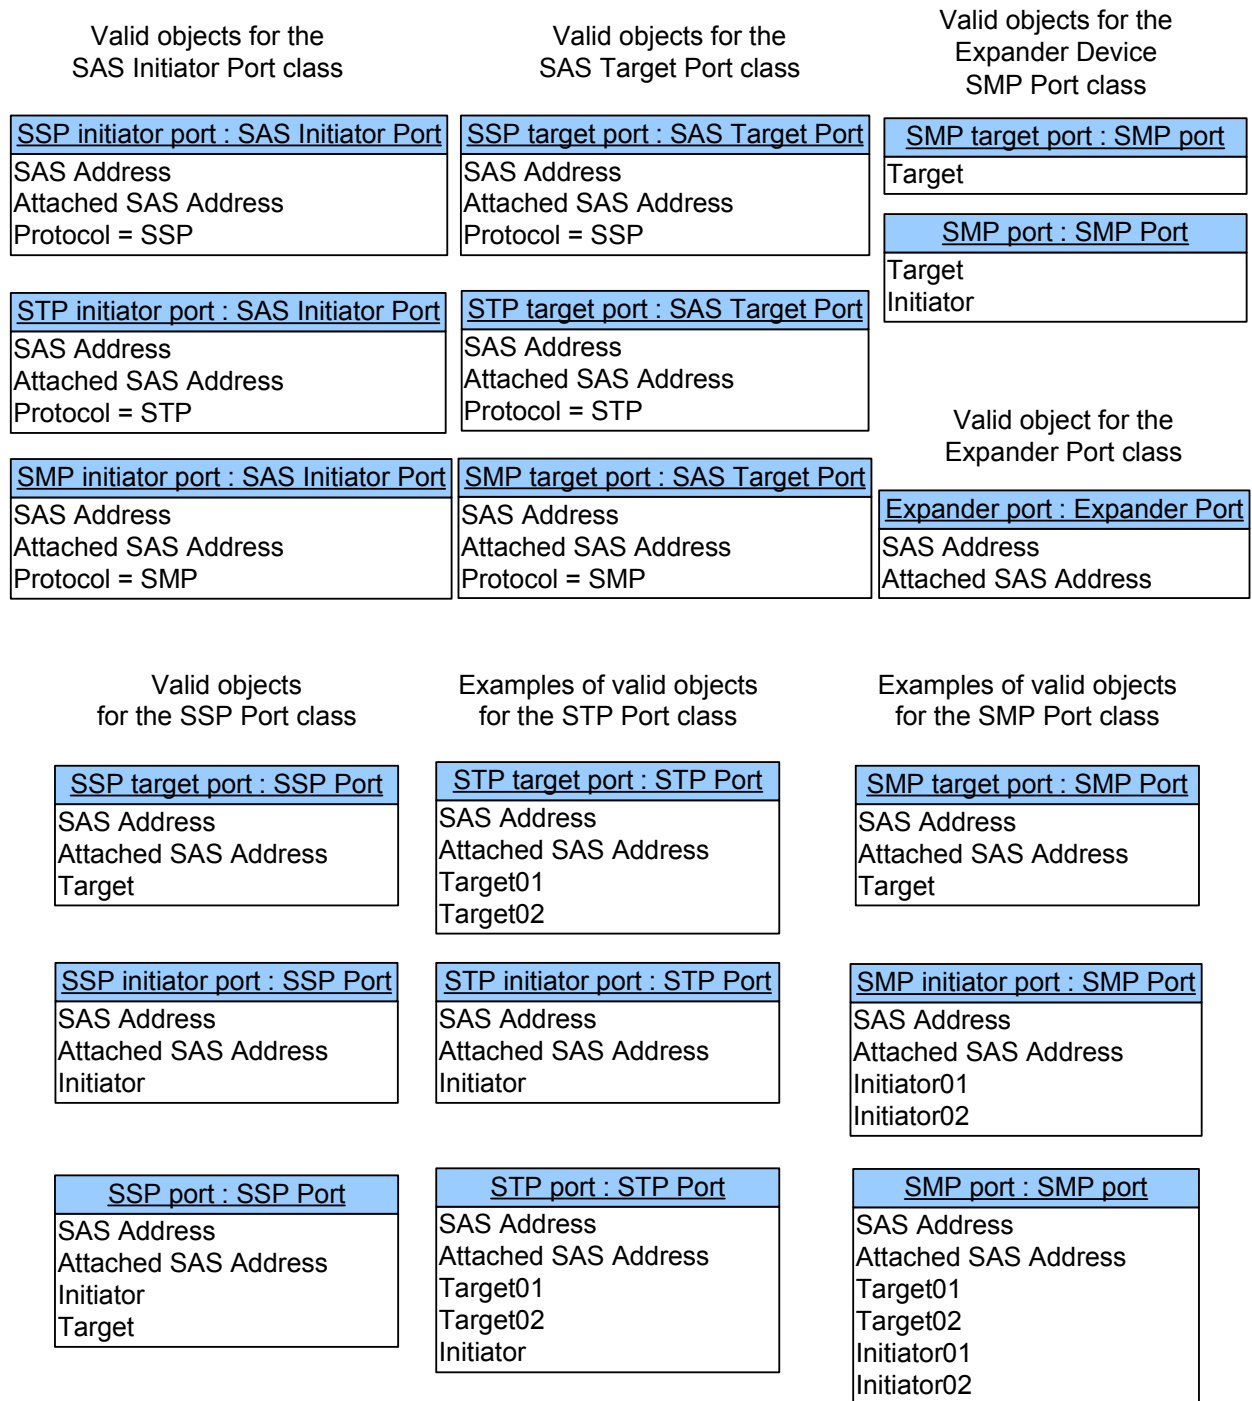 Valid objects for the
SAS Initiator Port class
SSP initiator port : SAS Initiator Port
SAS Address
Attached SAS Address
Protocol = SSP
STP initiator port : SAS Initiator Port
SAS Address
Attached SAS Address
Protocol = STP
SMP initiator port : SAS Initiator Port
SAS Address
Attached SAS Address
Protocol = SMP
Valid objects for the
SAS Target Port class
SSP target port : SAS Target Port
SAS Address
Attached SAS Address
Protocol = SSP
STP target port : SAS Target Port
SAS Address
Attached SAS Address
Protocol = STP
SMP target port : SAS Target Port
SAS Address
Attached SAS Address
Protocol = SMP
Valid objects for the
Expander Device
SMP Port class
SMP target port : SMP port
Target
SMP port : SMP Port
Target
Initiator
Valid object for the
Expander Port class
Expander port : Expander Port
SAS Address
Attached SAS Address
Valid objects
for the SSP Port class
SSP target port : SSP Port
SAS Address
Attached SAS Address
Target
SSP initiator port : SSP Port
SAS Address
Attached SAS Address
Initiator
SSP port : SSP Port
SAS Address
Attached SAS Address
Initiator
Target
Examples of valid objects
for the STP Port class
STP target port : STP Port
SAS Address
Attached SAS Address
Target01
Target02
STP initiator port : STP Port
SAS Address
Attached SAS Address
Initiator
STP port : STP Port
SAS Address
Attached SAS Address
Target01
Target02
Initiator
Examples of valid objects
for the SMP Port class
SMP target port : SMP Port
SAS Address
Attached SAS Address
Target
SMP initiator port : SMP Port
SAS Address
Attached SAS Address
Initiator01
Initiator02
SMP port : SMP port
SAS Address
Attached SAS Address
Target01
Target02
Initiator01
Initiator02